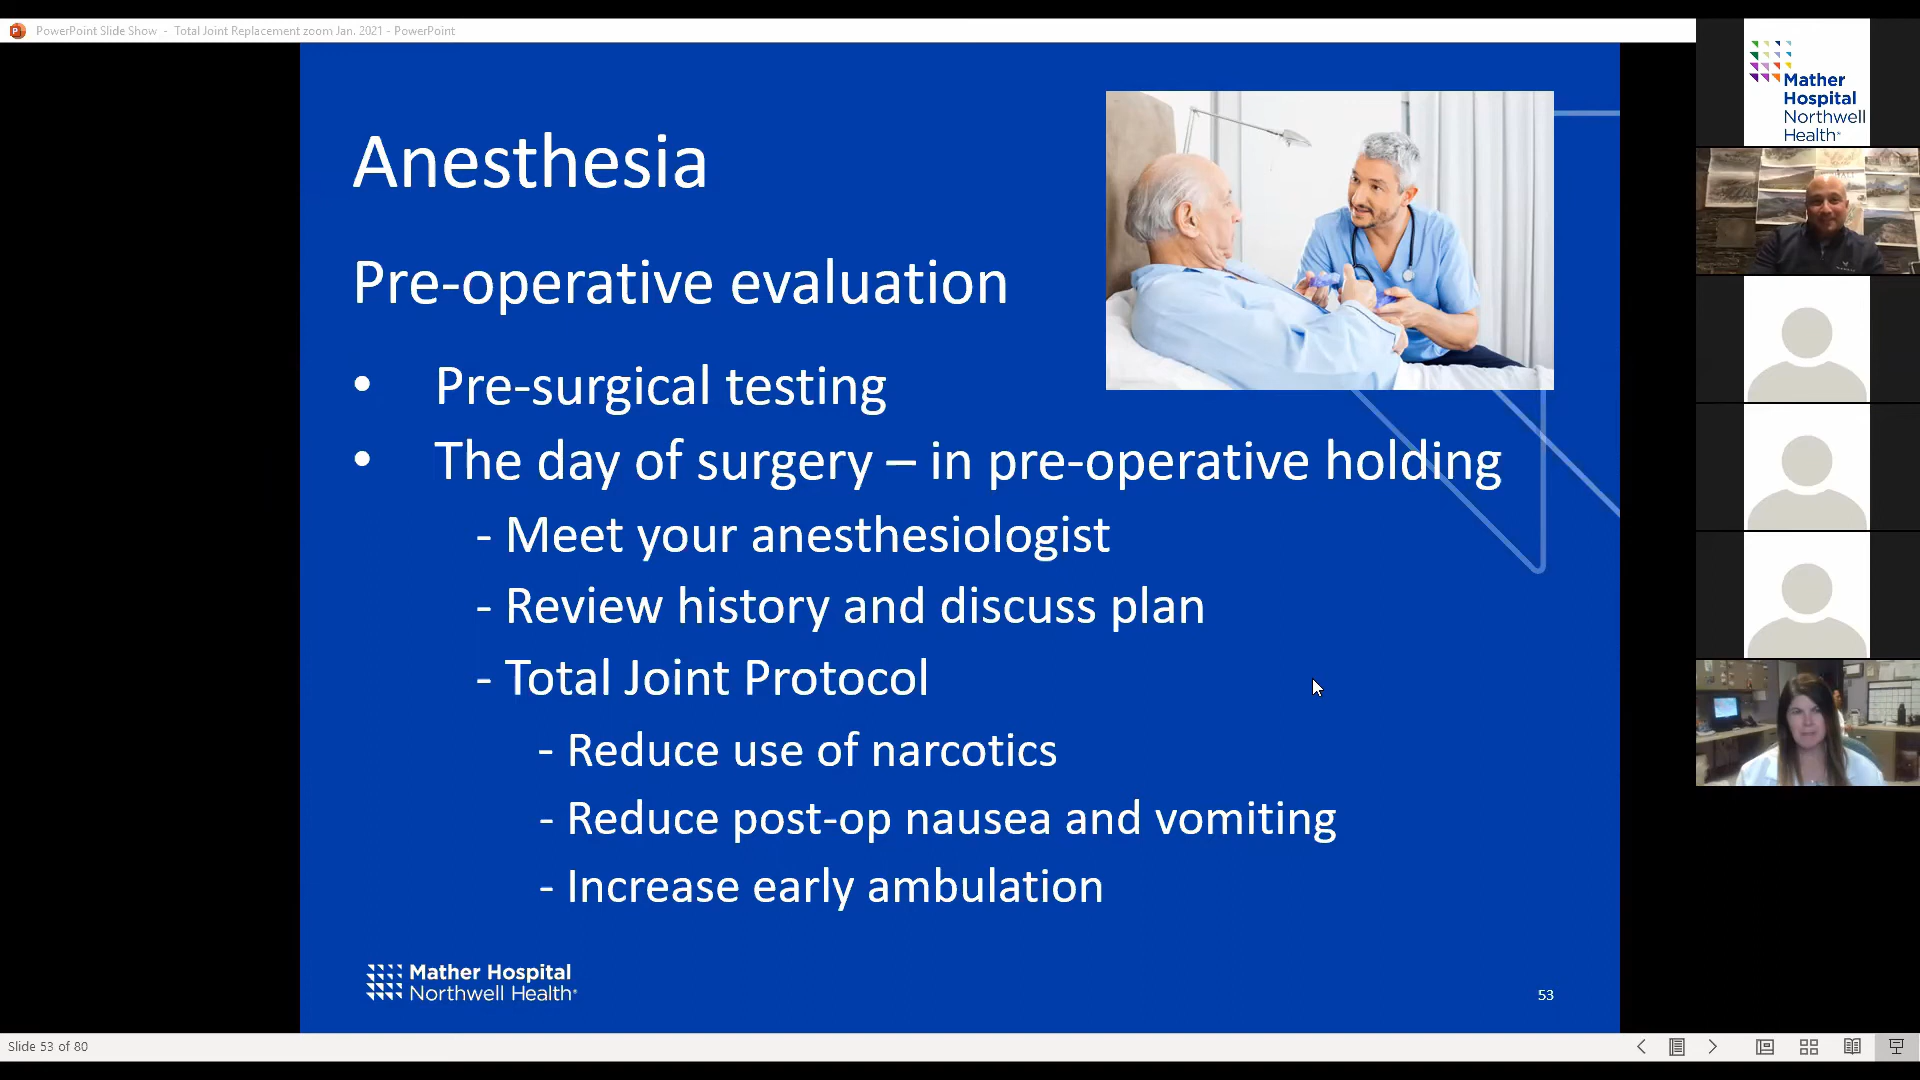 PowerPoint Slide Show - Total Joint Replacement zoom Jan. 2021 - PowerPoint
Anesthesia
Pre-operative evaluation
• Pre-surgical testing
• The day of surgery – in pre-operative holding
- Meet your anesthesiologist
- Review history and discuss plan
- Total Joint Protocol
- Reduce use of narcotics
- Reduce post-op nausea and vomiting
- Increase early ambulation
Mather Hospital
Northwell Health®
53
Mather
Hospital
Northwell
Health®
Slide 53 of 80